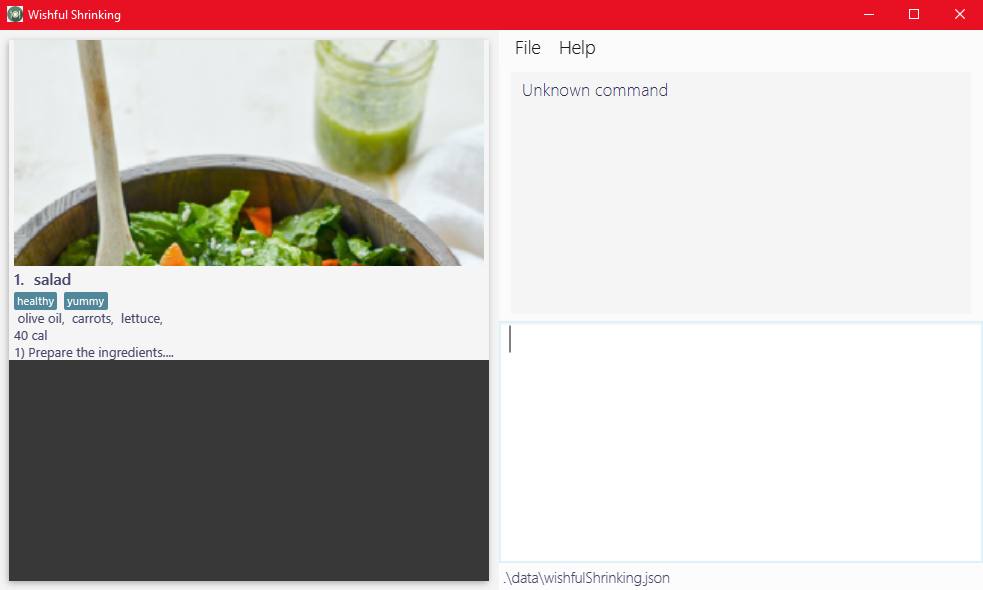 Wishful Shrinking
File Help
Unknown command
1. salad
healthy yummy
olive oil, carrots, lettuce,
40 cal
1) Prepare the ingredients....
.\data\wishfulShrinking.json